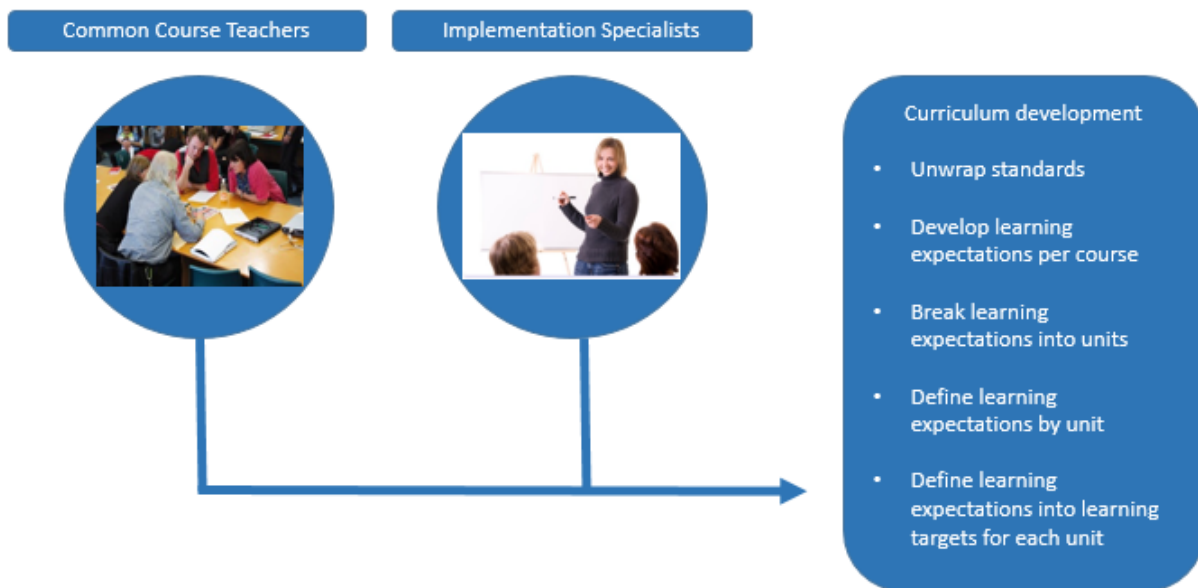 Common Course Teachers
Implementation Specialists
Curriculum development
• Unwrap standards
• Develop learning
expectations per course
• Break learning
expectations into units
• Define learning
expectations by unit
• Define learning
expectations into learning
targets for each unit